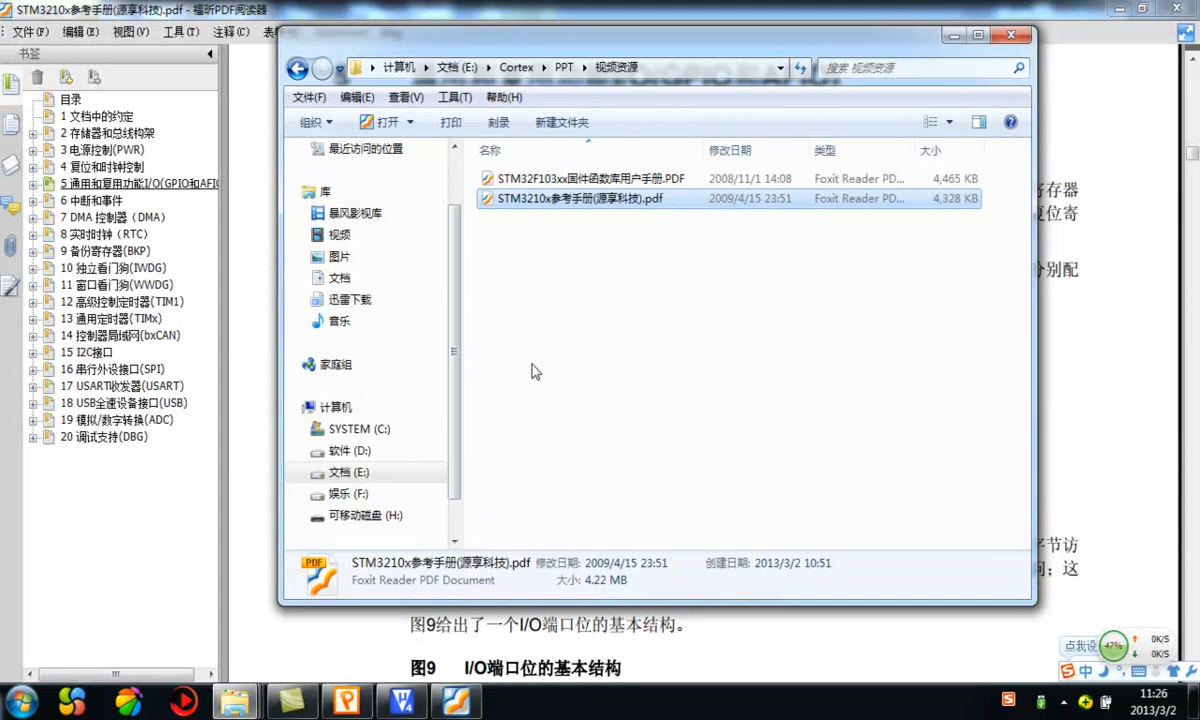 STM3210x参考手册(源享科技).pdf - 福昕PDF阅读器
文件(F) 编辑(E) 视图(V) 工具(T) 注释(C)
书签
目录
1 文档中的约定
2 存储器和总线构架
3 电源控制(PWR)
4 复位和时钟控制
5 通用和复用功能I/O(GPIO和AFIO
6 中断和事件
7 DMA 控制器（DMA）
8 实时时钟（RTC）
9 备份寄存器(BKP)
10 独立看门狗(IWDG)
11 窗口看门狗(WWDG)
12 高级控制定时器(TIM1)
13 通用定时器(TIMx)
14 控制器局域网(bxCAN)
15 I2C接口
16 串行外设接口(SPI)
17 USART收发器(USART)
18 USB全速设备接口(USB)
19 模拟/数字转换(ADC)
20 调试支持(DBG)
计算机 文档 (E:) Cortex PPT 视频资源
搜索 视频资源
文件(F) 编辑(E) 查看(V) 工具(T) 帮助(H)
组织 打开 打印 刻录 新建文件夹
最近访问的位置
库
暴风影视库
视频
图片
文档
迅雷下载
音乐
家庭组
计算机
SYSTEM (C:)
软件 (D:)
文档 (E:)
娱乐 (F:)
可移动磁盘 (H:)
名称 修改日期 类型 大小
STM32F103xx固件函数库用户手册.PDF 2008/11/1 14:08 Foxit Reader PD... 4,465 KB
STM3210x参考手册(源享科技).pdf 2009/4/15 23:51 Foxit Reader PD... 4,328 KB
STM3210x参考手册(源享科技).pdf 修改日期: 2009/4/15 23:51 创建日期: 2013/3/2 10:51
PDF
Foxit Reader PDF Document 大小: 4.22 MB
寄存器
复位寄
分别配
字节访
这
图9给出了一个I/O端口位的基本结构。
图9 I/O端口位的基本结构
点我设
47%
0K/S
0K/S
中
11:26
2013/3/2